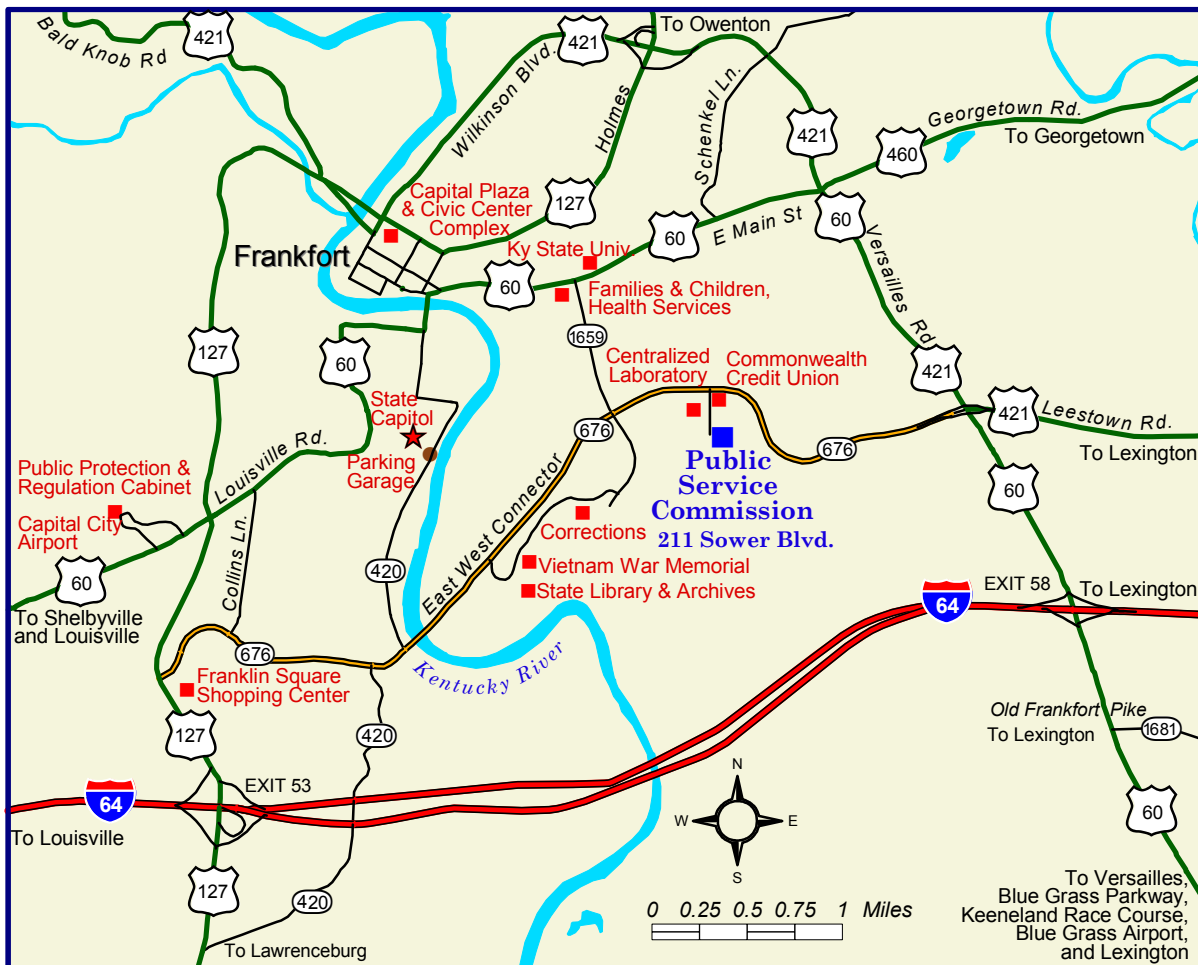 421
Bald Knob Rd
Wilkinson Blvd.
421
To Owenton
Holmes
Schenkel Ln.
421
Georgetown Rd.
460
To Georgetown
Capital Plaza
& Civic Center
Complex
127
E Main St
60
60
Versailles Rd
Frankfort
Ky State Univ.
60
Families & Children,
Health Services
127
60
1659
Centralized
Laboratory
Commonwealth
Credit Union
421
421
Leestown Rd.
To Lexington
State
Capitol
Parking
Garage
676
676
Public
Service
Commission
211 Sower Blvd.
60
Louisville Rd.
Public Protection &
Regulation Cabinet
Capital City
Airport
Collins Ln.
60
To Shelbyville
and Louisville
420
East West Connector
Corrections
Vietnam War Memorial
State Library & Archives
64
EXIT 58
To Lexington
676
Kentucky River
Franklin Square
Shopping Center
127
420
Old Frankfort Pike
To Lexington
1681
64
To Louisville
EXIT 53
127
420
To Lawrenceburg
N
W
E
S
60
0 0.25 0.5 0.75 1 Miles
To Versailles,
Blue Grass Parkway,
Keeneland Race Course,
Blue Grass Airport,
and Lexington